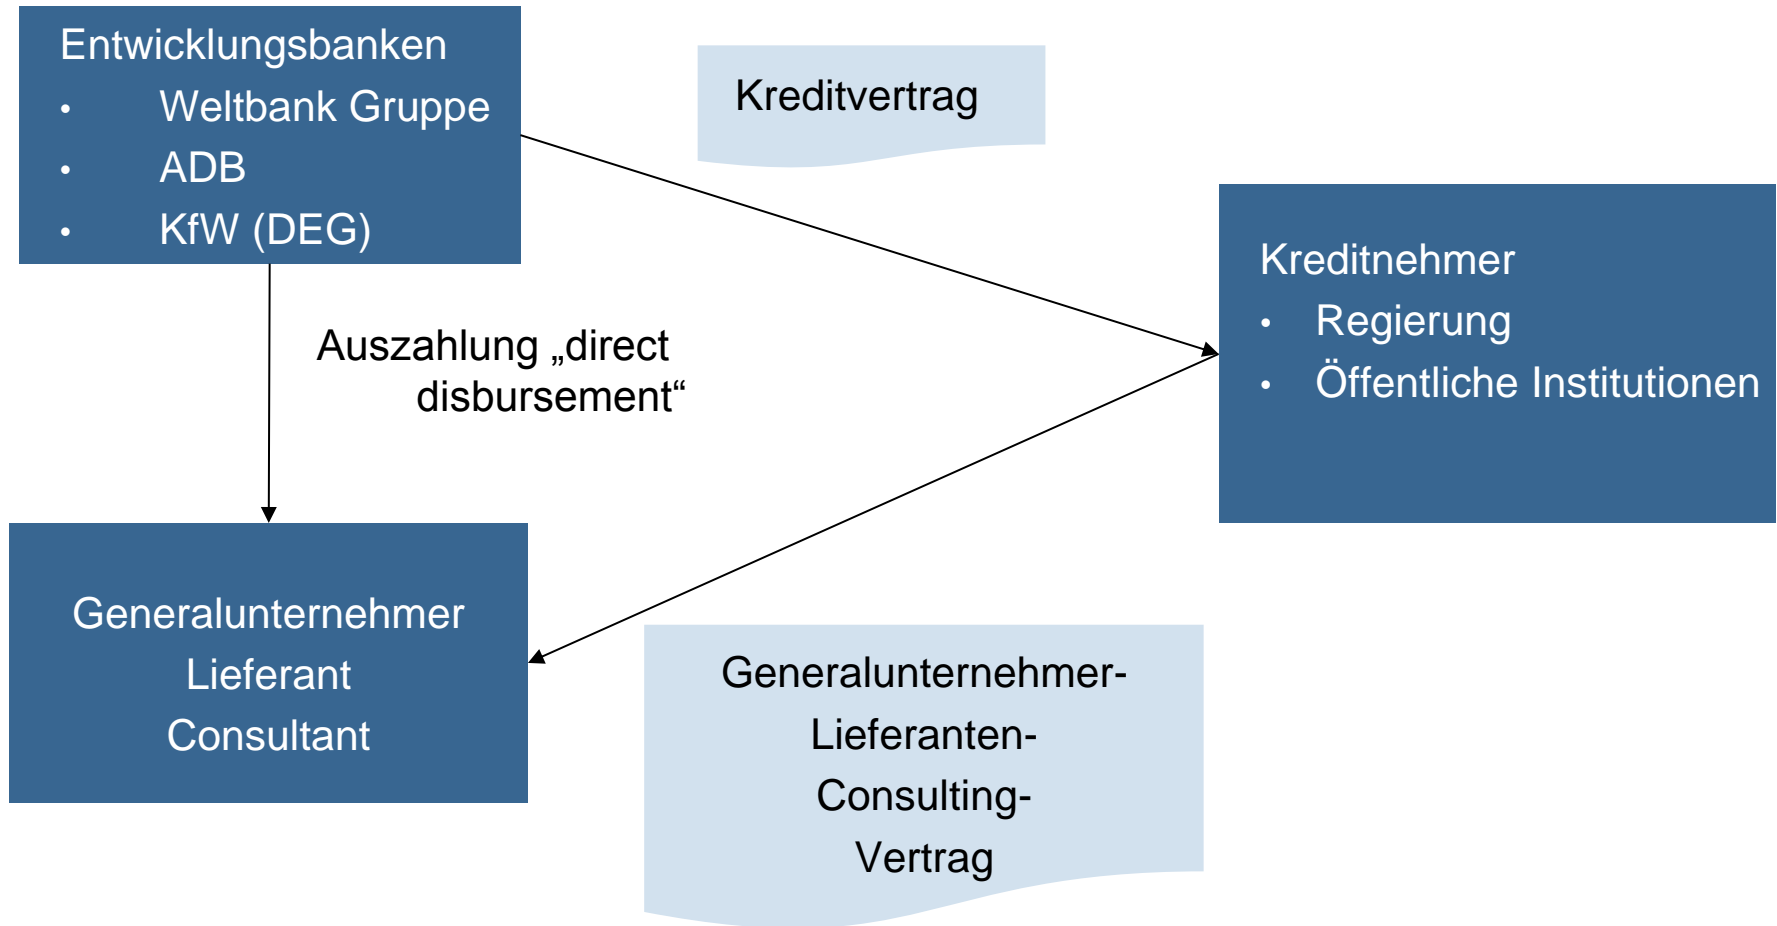 Entwicklungsbanken
• Weltbank Gruppe
• ADB
• KfW (DEG)
Kreditvertrag
Kreditnehmer
• Regierung
• Öffentliche Institutionen
Auszahlung „direct
disbursement“
Generalunternehmer
Lieferant
Consultant
Generalunternehmer-
Lieferanten-
Consulting-
Vertrag